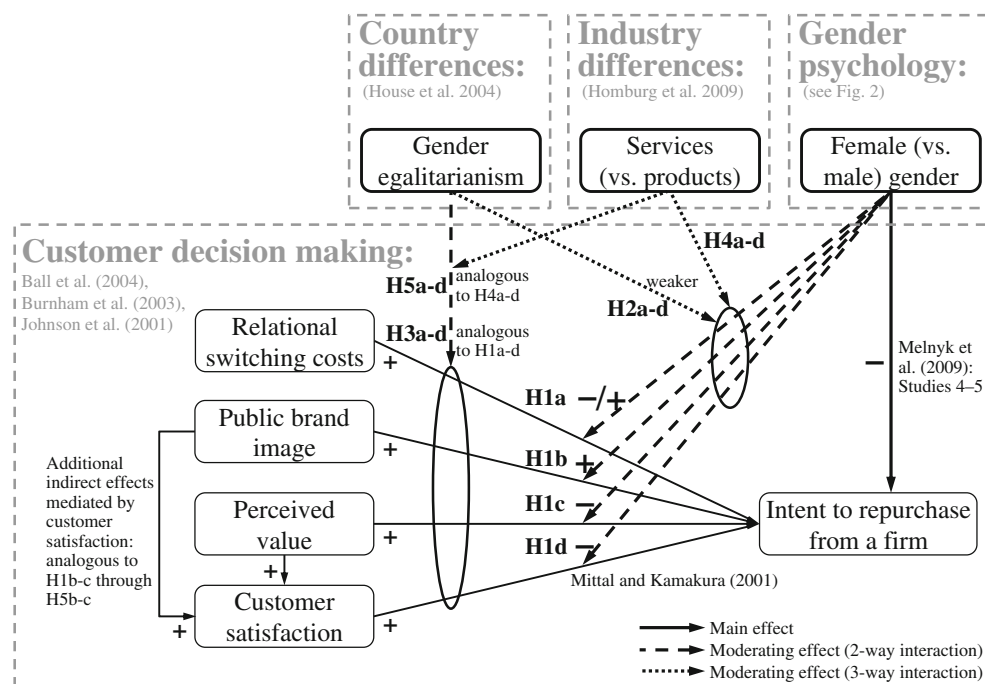 Country
differences:
(House et al. 2004)
Industry
differences:
(Homburg et al. 2009)
Gender
psychology:
(see Fig. 2)
Gender
egalitarianism
Services
(vs. products)
Female (vs.
male) gender
Customer decision making:
Ball et al. (2004),
Burnham et al. (2003),
Johnson et al. (2001)
H4a-d
H5a-d
analogous
to H4a-d
weaker
H2a-d
H3a-d
analogous
to H1a-d
Relational
switching costs
+
H1a −/+
−
Melnyk
et al. (2009):
Studies 4–5
Public brand
image
+
H1b +
Additional
indirect effects
mediated by
customer
satisfaction:
analogous to
H1b-c through
H5b-c
Perceived
value
+
H1c −
Intent to repurchase
from a firm
H1d −
+
Mittal and Kamakura (2001)
Customer
satisfaction
+
+
Main effect
Moderating effect (2-way interaction)
Moderating effect (3-way interaction)